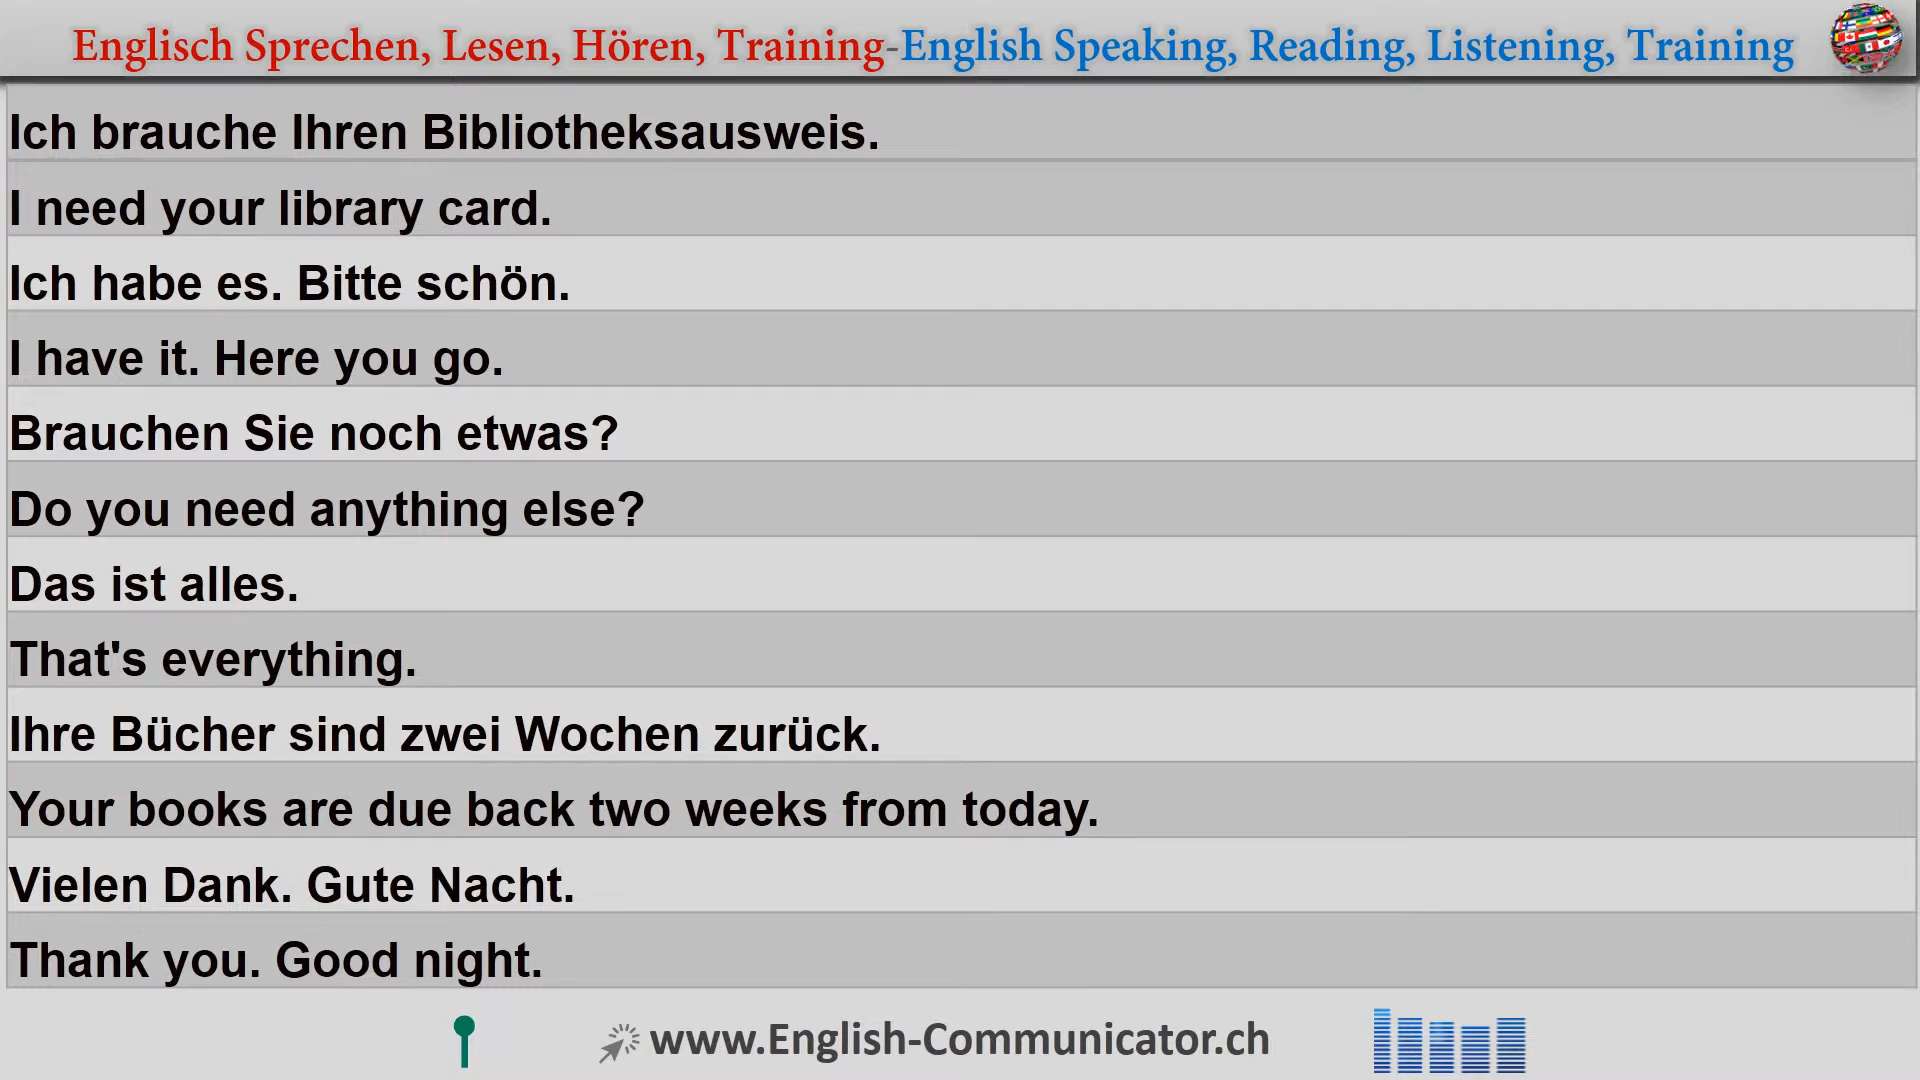 Englisch Sprechen, Lesen, Hören, Training-English Speaking, Reading, Listening, Training
Ich brauche Ihren Bibliotheksausweis.
I need your library card.
Ich habe es. Bitte schön.
I have it. Here you go.
Brauchen Sie noch etwas?
Do you need anything else?
Das ist alles.
That's everything.
Ihre Bücher sind zwei Wochen zurück.
Your books are due back two weeks from today.
Vielen Dank. Gute Nacht.
Thank you. Good night.
www.English-Communicator.ch